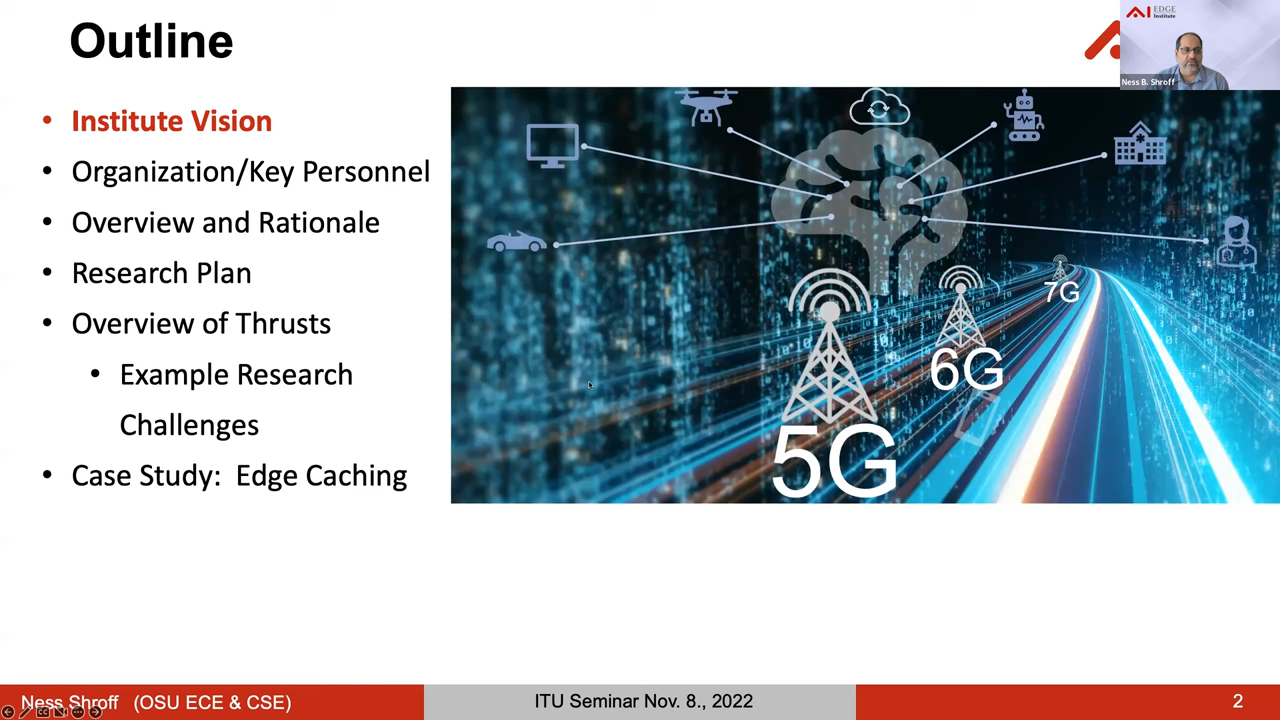 Outline
AI EDGE
Institute
Ness B. Shroff
• Institute Vision
• Organization/Key Personnel
• Overview and Rationale
• Research Plan
• Overview of Thrusts
• Example Research
Challenges
• Case Study: Edge Caching
7G
6G
5G
Ness Shroff (OSU ECE & CSE)
ITU Seminar Nov. 8., 2022
2